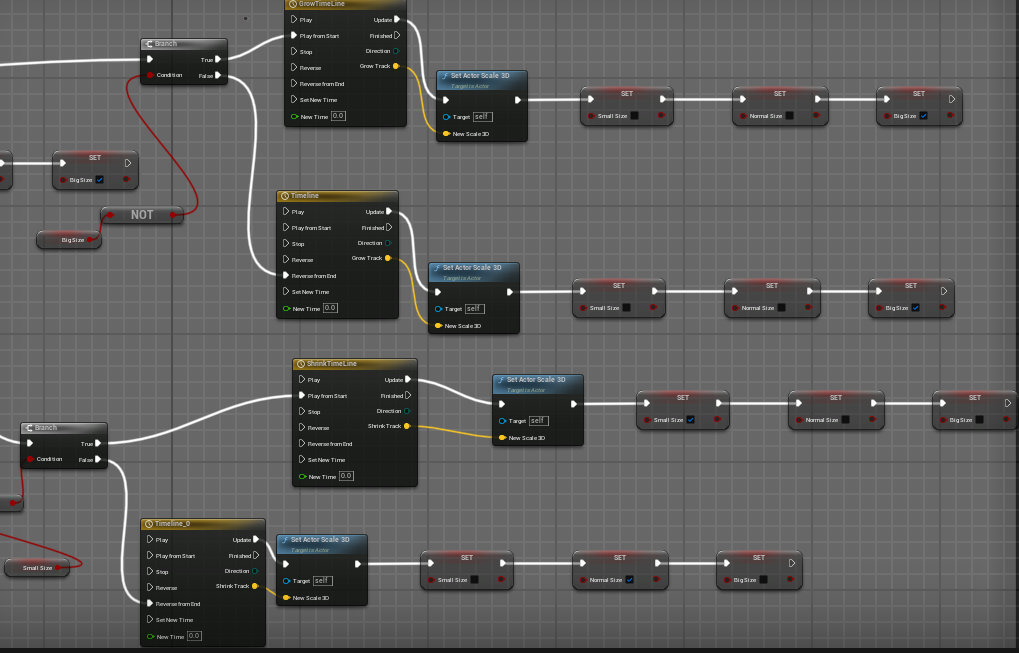 GrowTimeLine
Play
Update
Play from Start
Finished
Stop
Direction
Reverse
Grow Track
Reverse from End
Set New Time
New Time 0.0
Branch
True
Condition
False
Set Actor Scale 3D
Target is Actor
Target self
New Scale 3D
SET
Small Size
SET
Normal Size
SET
Big Size
SET
Big Size
NOT
Big Size
Timeline
Play
Update
Play from Start
Finished
Stop
Direction
Reverse
Grow Track
Reverse from End
Set New Time
New Time 0.0
Set Actor Scale 3D
Target is Actor
Target self
New Scale 3D
SET
Small Size
SET
Normal Size
SET
Big Size
ShrinkTimeLine
Play
Update
Play from Start
Finished
Stop
Direction
Reverse
Shrink Track
Reverse from End
Set New Time
New Time 0.0
Set Actor Scale 3D
Target is Actor
Target self
New Scale 3D
SET
Small Size
SET
Normal Size
SET
Big Size
Branch
True
Condition
False
Small Size
Timeline_0
Play
Update
Play from Start
Finished
Stop
Direction
Reverse
Shrink Track
Reverse from End
Set New Time
New Time 0.0
Set Actor Scale 3D
Target is Actor
Target self
New Scale 3D
SET
Small Size
SET
Normal Size
SET
Big Size